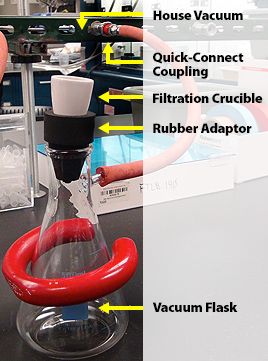 House Vacuum
Quick-Connect
Coupling
Filtration Crucible
Rubber Adaptor
Vacuum Flask